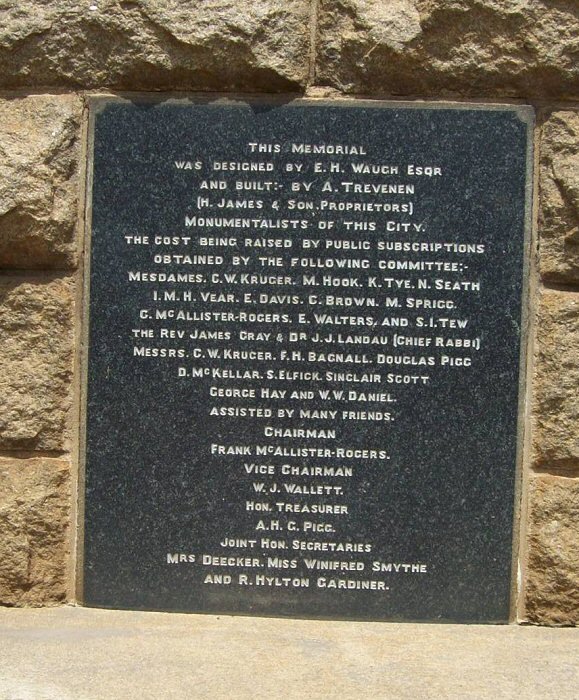 THIS MEMORIAL
WAS DESIGNED BY E.H. WAUGH ESQR
AND BUILT:- BY A. TREVENEN
(H. JAMES & SON. PROPRIETORS)
MONUMENTALISTS OF THIS CITY.
THE COST BEING RAISED BY PUBLIC SUBSCRIPTIONS
OBTAINED BY THE FOLLOWING COMMITTEE:-
MESDAMES. C.W. KRUGER. M. HOOK. K. TYE. N. SEATH
I. M. H. VEAR. E. DAVIS. C. BROWN. M. SPRIGG.
C. MCALLISTER-ROGERS. E. WALTERS. AND S.I. TEW
THE REV JAMES GRAY & DR J.J. LANDAU (CHIEF RABBI)
MESSRS. C.W. KRUGER. F.H. BAGNALL. DOUGLAS PIGG
D. MCKELLAR. S. ELFICK. SINCLAIR SCOTT
GEORGE HAY AND W.W. DANIEL.
ASSISTED BY MANY FRIENDS.
CHAIRMAN
FRANK MCALLISTER-ROGERS.
VICE CHAIRMAN
W. J. WALLETT.
HON. TREASURER
A.H.C. PIGG.
JOINT HON. SECRETARIES
MRS DEECKER. MISS WINIFRED SMYTHE
AND R. HYLTON GARDINER.